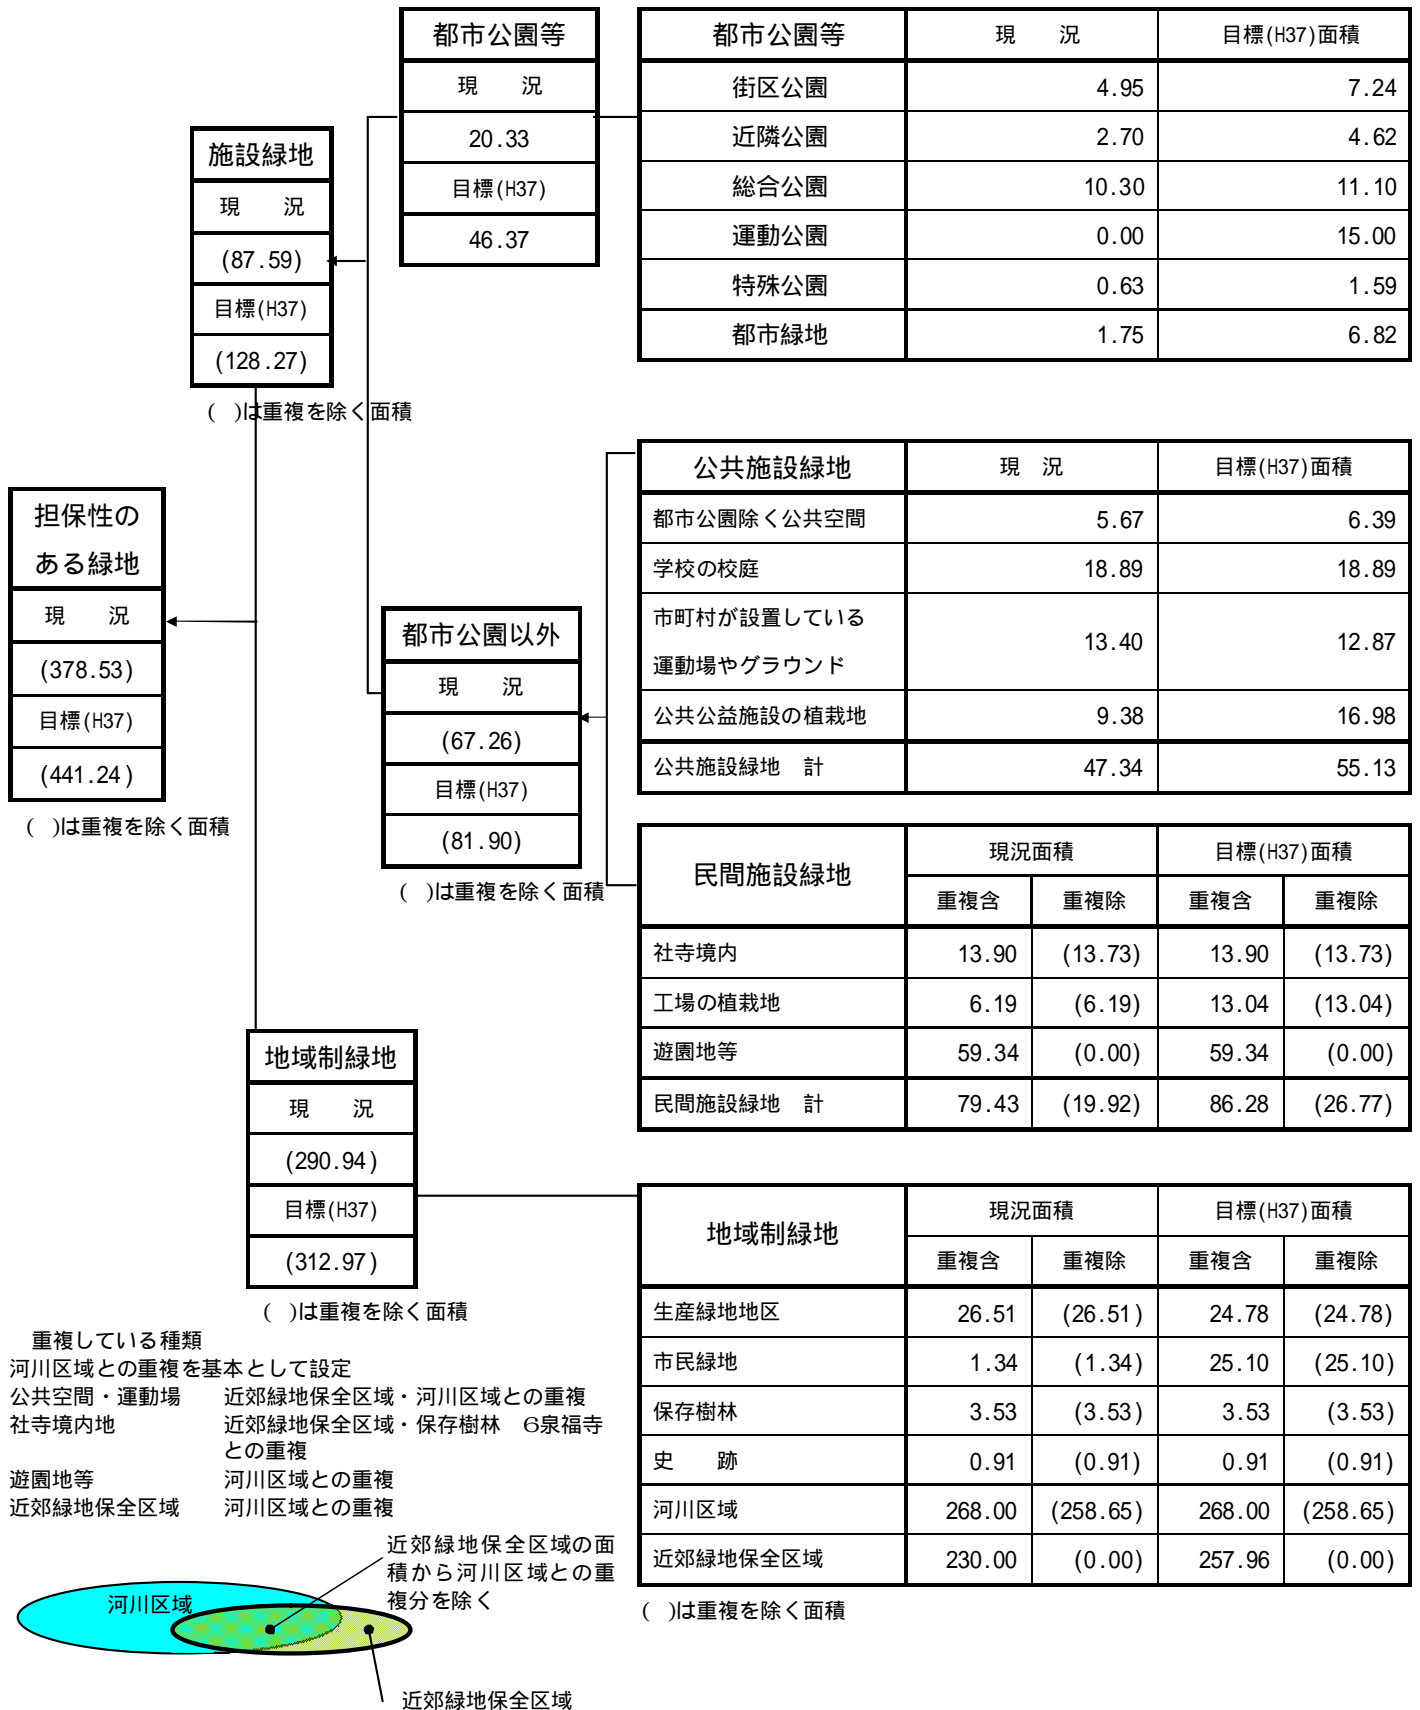 都市公園等
現　況
20.33
目標(H37)
46.37
都市公園等 現　況 目標(H37)面積
街区公園 4.95 7.24
近隣公園 2.70 4.62
総合公園 10.30 11.10
運動公園 0.00 15.00
特殊公園 0.63 1.59
都市緑地 1.75 6.82
施設緑地
現　況
(87.59)
目標(H37)
(128.27)
(　)は重複を除く面積
担保性の
ある緑地
現　況
(378.53)
目標(H37)
(441.24)
(　)は重複を除く面積
都市公園以外
現　況
(67.26)
目標(H37)
(81.90)
(　)は重複を除く面積
公共施設緑地 現　況 目標(H37)面積
都市公園除く公共空間 5.67 6.39
学校の校庭 18.89 18.89
市町村が設置している
運動場やグラウンド 13.40 12.87
公共公益施設の植栽地 9.38 16.98
公共施設緑地　計 47.34 55.13
民間施設緑地 現況面積 目標(H37)面積
重複含 重複除 重複含 重複除
社寺境内 13.90 (13.73) 13.90 (13.73)
工場の植栽地 6.19 (6.19) 13.04 (13.04)
遊園地等 59.34 (0.00) 59.34 (0.00)
民間施設緑地　計 79.43 (19.92) 86.28 (26.77)
地域制緑地
現　況
(290.94)
目標(H37)
(312.97)
(　)は重複を除く面積
地域制緑地 現況面積 目標(H37)面積
重複含 重複除 重複含 重複除
生産緑地地区 26.51 (26.51) 24.78 (24.78)
市民緑地 1.34 (1.34) 25.10 (25.10)
保存樹林 3.53 (3.53) 3.53 (3.53)
史　跡 0.91 (0.91) 0.91 (0.91)
河川区域 268.00 (258.65) 268.00 (258.65)
近郊緑地保全区域 230.00 (0.00) 257.96 (0.00)
(　)は重複を除く面積
重複している種類
河川区域との重複を基本として設定
公共空間・運動場　近郊緑地保全区域・河川区域との重複
社寺境内地　近郊緑地保全区域・保存樹林　6泉福寺
との重複
遊園地等　河川区域との重複
近郊緑地保全区域　河川区域との重複
近郊緑地保全区域の面
積から河川区域との重
複分を除く
河川区域
近郊緑地保全区域